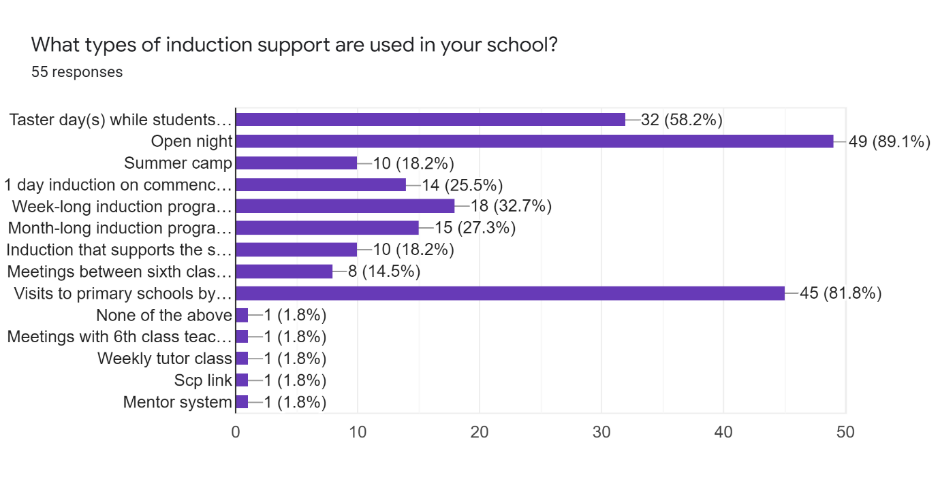 What types of induction support are used in your school?
55 responses
Taster day(s) while students... 32 (58.2%)
Open night 49 (89.1%)
Summer camp 10 (18.2%)
1 day induction on commenc... 14 (25.5%)
Week-long induction progra... 18 (32.7%)
Month-long induction progra... 15 (27.3%)
Induction that supports the s... 10 (18.2%)
Meetings between sixth clas... 8 (14.5%)
Visits to primary schools by... 45 (81.8%)
None of the above 1 (1.8%)
Meetings with 6th class teac... 1 (1.8%)
Weekly tutor class 1 (1.8%)
Scp link 1 (1.8%)
Mentor system 1 (1.8%)
0 10 20 30 40 50